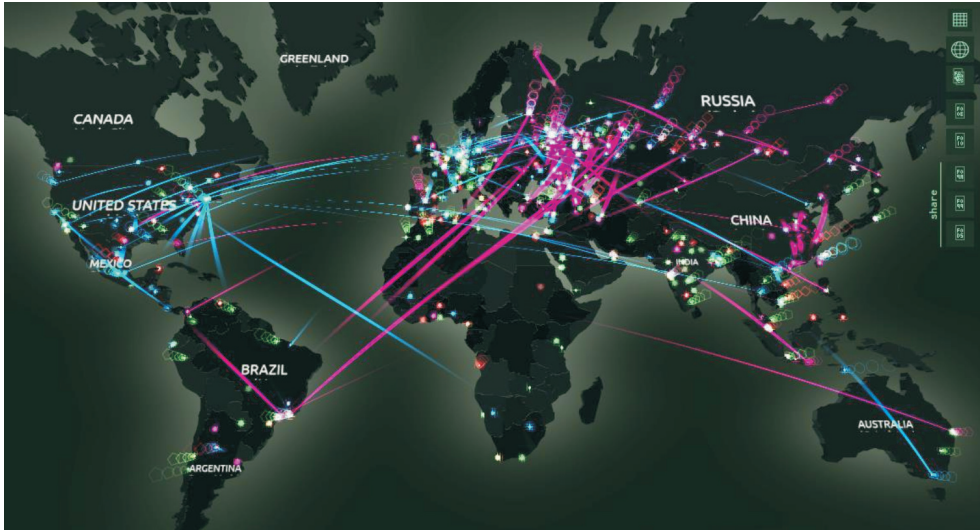 GREENLAND
CANADA
RUSSIA
UNITED STATES
CHINA
MEXICO
INDIA
BRAZIL
AUSTRALIA
ARGENTINA
share